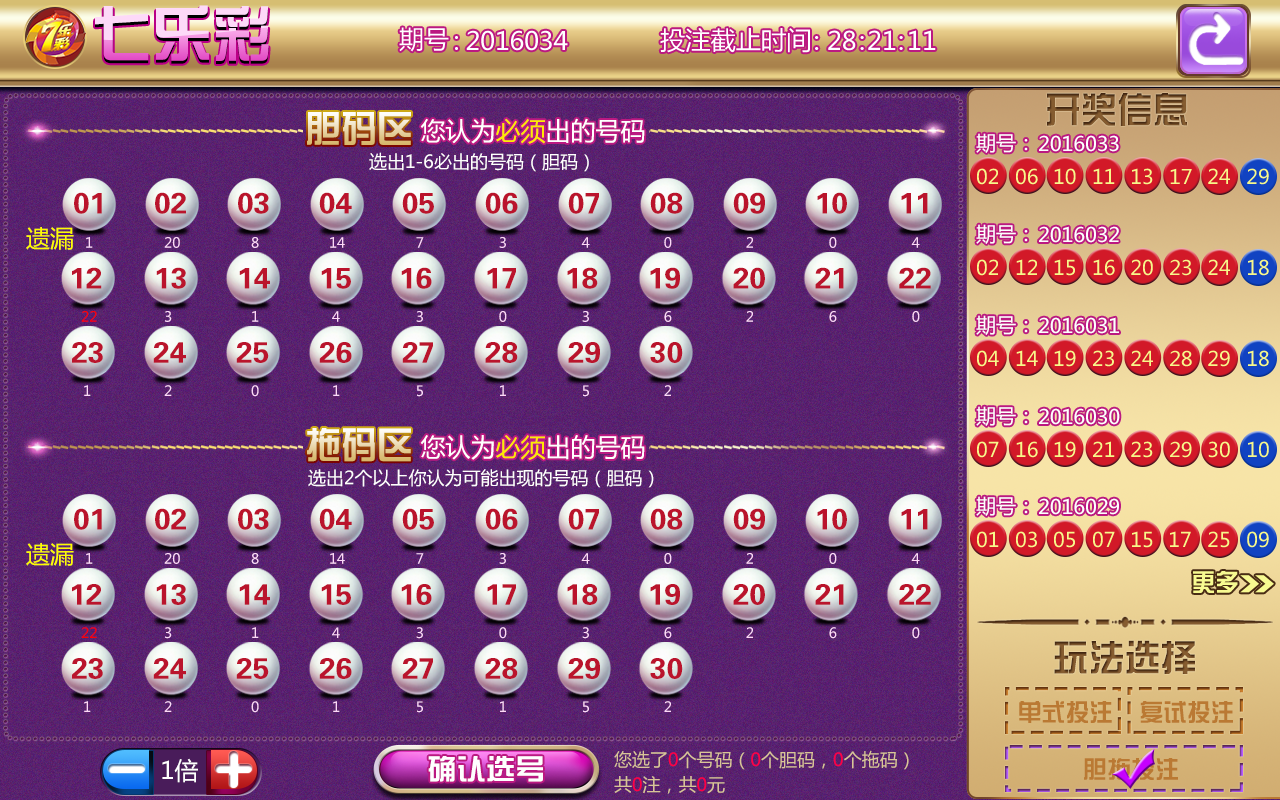 7乐彩
七乐彩
期号:2016034
投注截止时间:28:21:11
胆码区 您认为必须出的号码
选出1-6必出的号码（胆码）
01 02 03 04 05 06 07 08 09 10 11
遗漏 1 20 8 14 7 3 4 0 2 0 4
12 13 14 15 16 17 18 19 20 21 22
22 3 1 4 3 0 3 6 2 6 0
23 24 25 26 27 28 29 30
1 2 0 1 5 1 5 2
拖码区 您认为必须出的号码
选出2个以上你认为可能出现的号码（胆码）
01 02 03 04 05 06 07 08 09 10 11
遗漏 1 20 8 14 7 3 4 0 2 0 4
12 13 14 15 16 17 18 19 20 21 22
22 3 1 4 3 0 3 6 2 6 0
23 24 25 26 27 28 29 30
1 2 0 1 5 1 5 2
1倍
确认选号
您选了0个号码（0个胆码，0个拖码）
共0注，共0元
开奖信息
期号：2016033
02 06 10 11 13 17 24 29
期号：2016032
02 12 15 16 20 23 24 18
期号：2016031
04 14 19 23 24 28 29 18
期号：2016030
07 16 19 21 23 29 30 10
期号：2016029
01 03 05 07 15 17 25 09
更多
玩法选择
单式投注 复试投注
胆拖投注